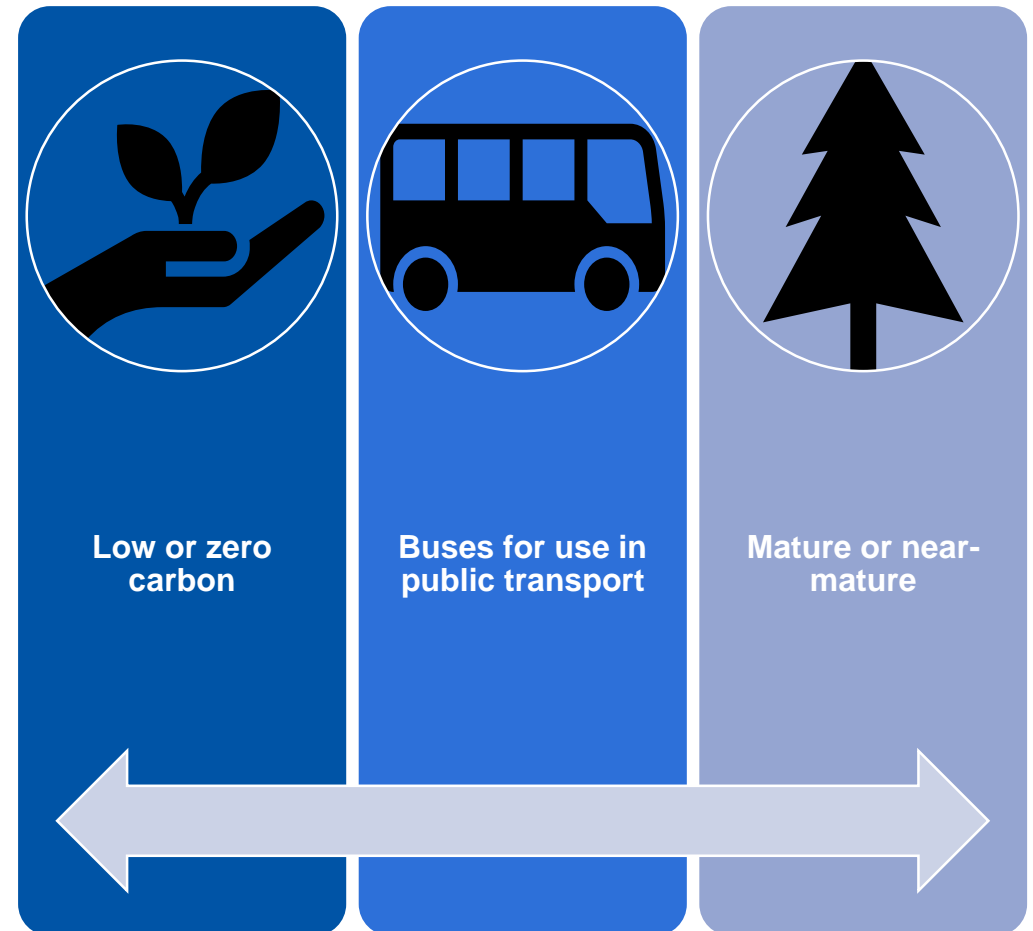 Low or zero
carbon
Buses for use in
public transport
Mature or near-
mature